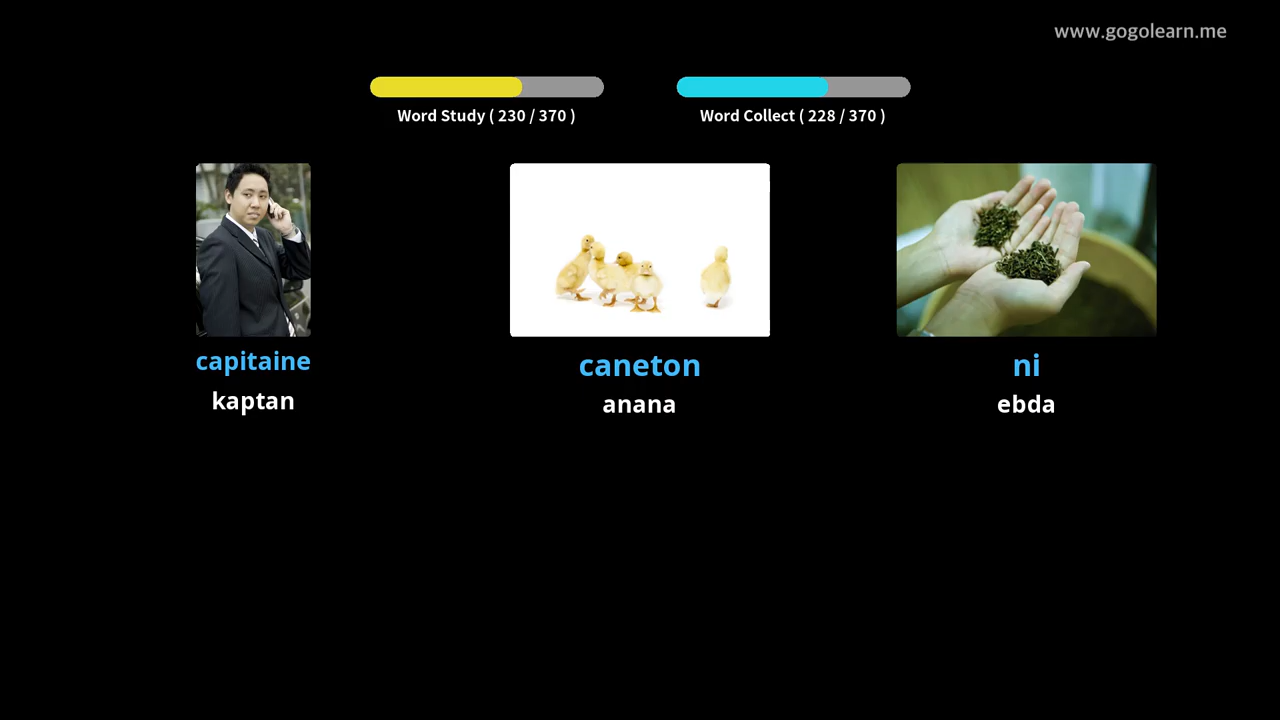 www.gogolearn.me
Word Study ( 230 / 370 )
Word Collect ( 228 / 370 )
capitaine
kaptan
caneton
anana
ni
ebda